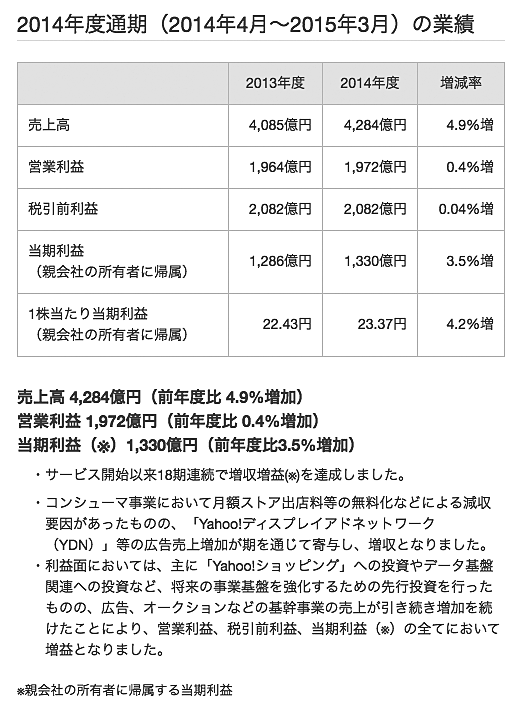 2014年度通期（2014年4月〜2015年3月）の業績
2013年度 2014年度 増減率
売上高 4,085億円 4,284億円 4.9%増
営業利益 1,964億円 1,972億円 0.4%増
税引前利益 2,082億円 2,082億円 0.04%増
当期利益
（親会社の所有者に帰属） 1,286億円 1,330億円 3.5%増
1株当たり当期利益
（親会社の所有者に帰属） 22.43円 23.37円 4.2%増
売上高 4,284億円（前年度比 4.9%増加）
営業利益 1,972億円（前年度比 0.4%増加）
当期利益（※）1,330億円（前年度比3.5%増加）
・サービス開始以来18期連続で増収増益(※)を達成しました。
・コンシューマ事業において月額ストア出店料等の無料化などによる減収
要因があったものの、「Yahoo!ディスプレイアドネットワーク
（YDN）」等の広告売上増加が期を通じて寄与し、増収となりました。
・利益面においては、主に「Yahoo!ショッピング」への投資やデータ基盤
関連への投資など、将来の事業基盤を強化するための先行投資を行った
ものの、広告、オークションなどの基幹事業の売上が引き続き増加を続
けたことにより、営業利益、税引前利益、当期利益（※）の全てにおいて
増益となりました。
※親会社の所有者に帰属する当期利益